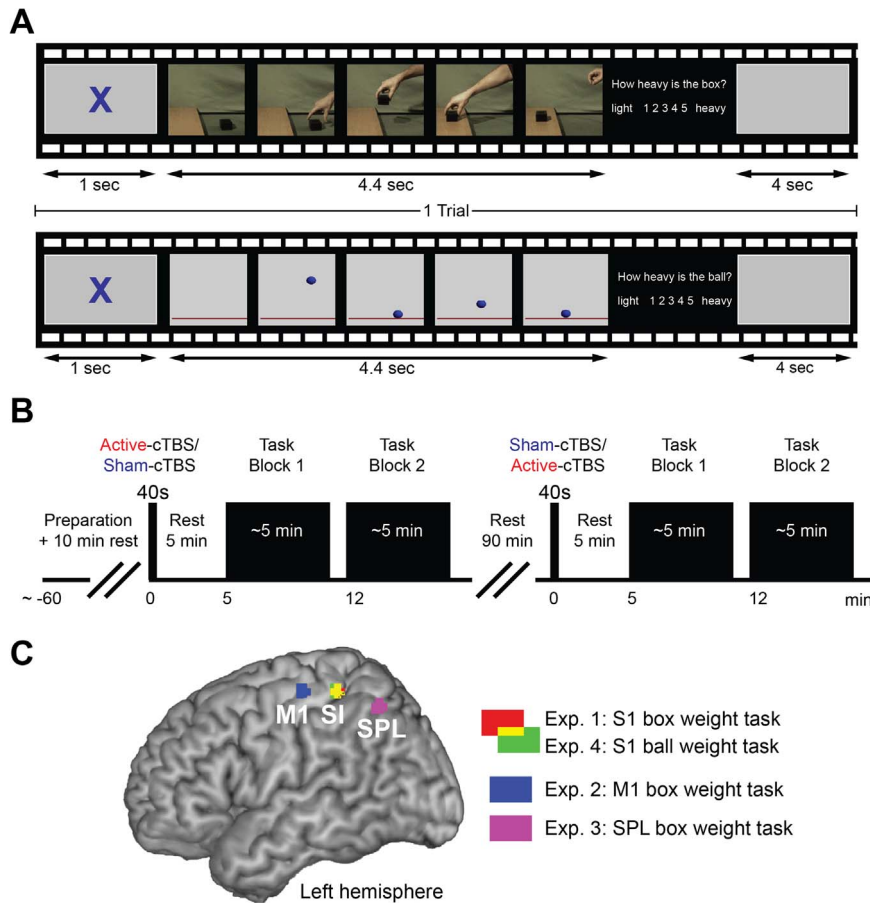 A
X
How heavy is the box?
light 1 2 3 4 5 heavy
1 sec
4.4 sec
4 sec
1 Trial
X
How heavy is the ball?
light 1 2 3 4 5 heavy
1 sec
4.4 sec
4 sec
B
Active-cTBS/
Sham-cTBS
Task
Block 1
Task
Block 2
Sham-cTBS/
Active-cTBS
Task
Block 1
Task
Block 2
40s
40s
Preparation
+ 10 min rest
Rest
5 min
~5 min
~5 min
Rest
90 min
Rest
5 min
~5 min
~5 min
~ -60
0
5
12
0
5
12
min
C
M1
SI
SPL
Exp. 1: S1 box weight task
Exp. 4: S1 ball weight task
Exp. 2: M1 box weight task
Exp. 3: SPL box weight task
Left hemisphere